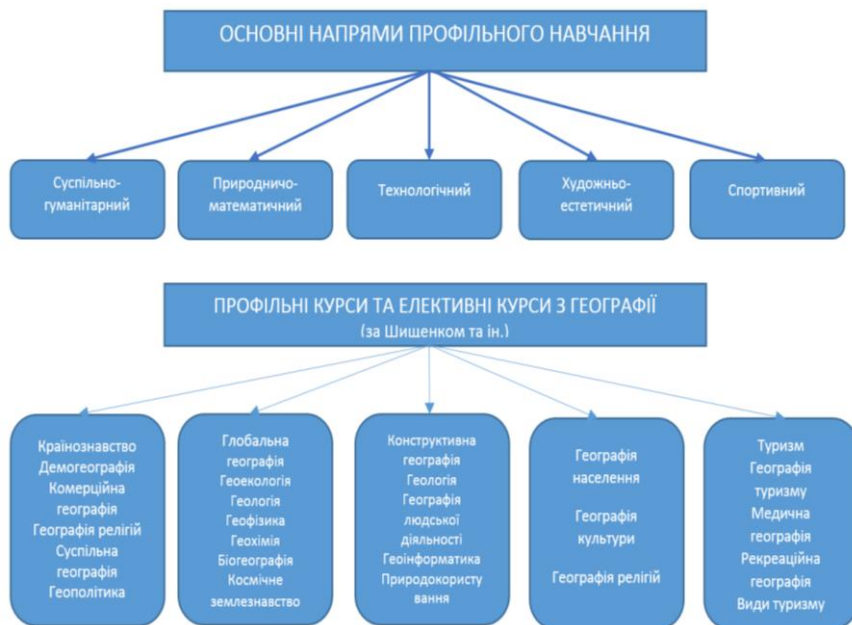 ОСНОВНІ НАПРЯМИ ПРОФІЛЬНОГО НАВЧАННЯ
Суспільно-
гуманітарний
Природничо-
математичний
Технологічний
Художньо-
естетичний
Спортивний
ПРОФІЛЬНІ КУРСИ ТА ЕЛЕКТИВНІ КУРСИ З ГЕОГРАФІЇ
(за Шищенком та ін.)
Країнознавство
Демогеографія
Комерційна
географія
Географія релігій
Суспільна
географія
Геополітика
Глобальна
географія
Геоекологія
Геологія
Геофізика
Геохімія
Біогеографія
Космічне
землезнавство
Конструктивна
географія
Геологія
Географія
людської
діяльності
Геоінформатика
Природокористу
вання
Географія
населення
Географія
культури
Географія релігій
Туризм
Географія
туризму
Медична
географія
Рекреаційна
географія
Види туризму